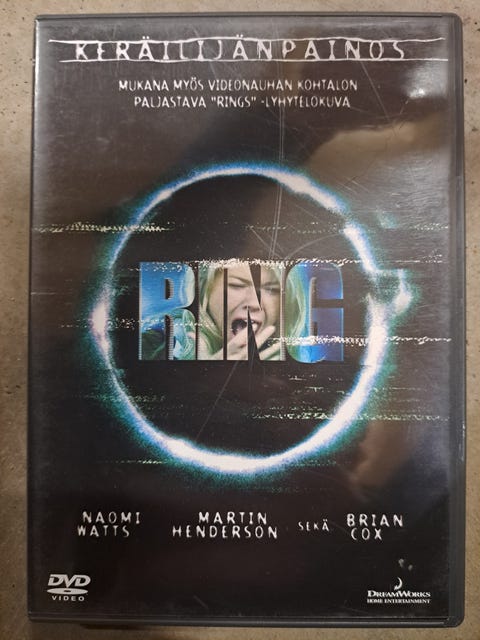 KERÄILIJÄNPAINOS
MUKANA MYÖS VIDEONAUHAN KOHTALON
PALJASTAVA "RINGS" -LYHYTELOKUVA
RING
NAOMI WATTS
MARTIN HENDERSON
SEKÄ
BRIAN COX
DVD
VIDEO
DREAMWORKS
HOME ENTERTAINMENT